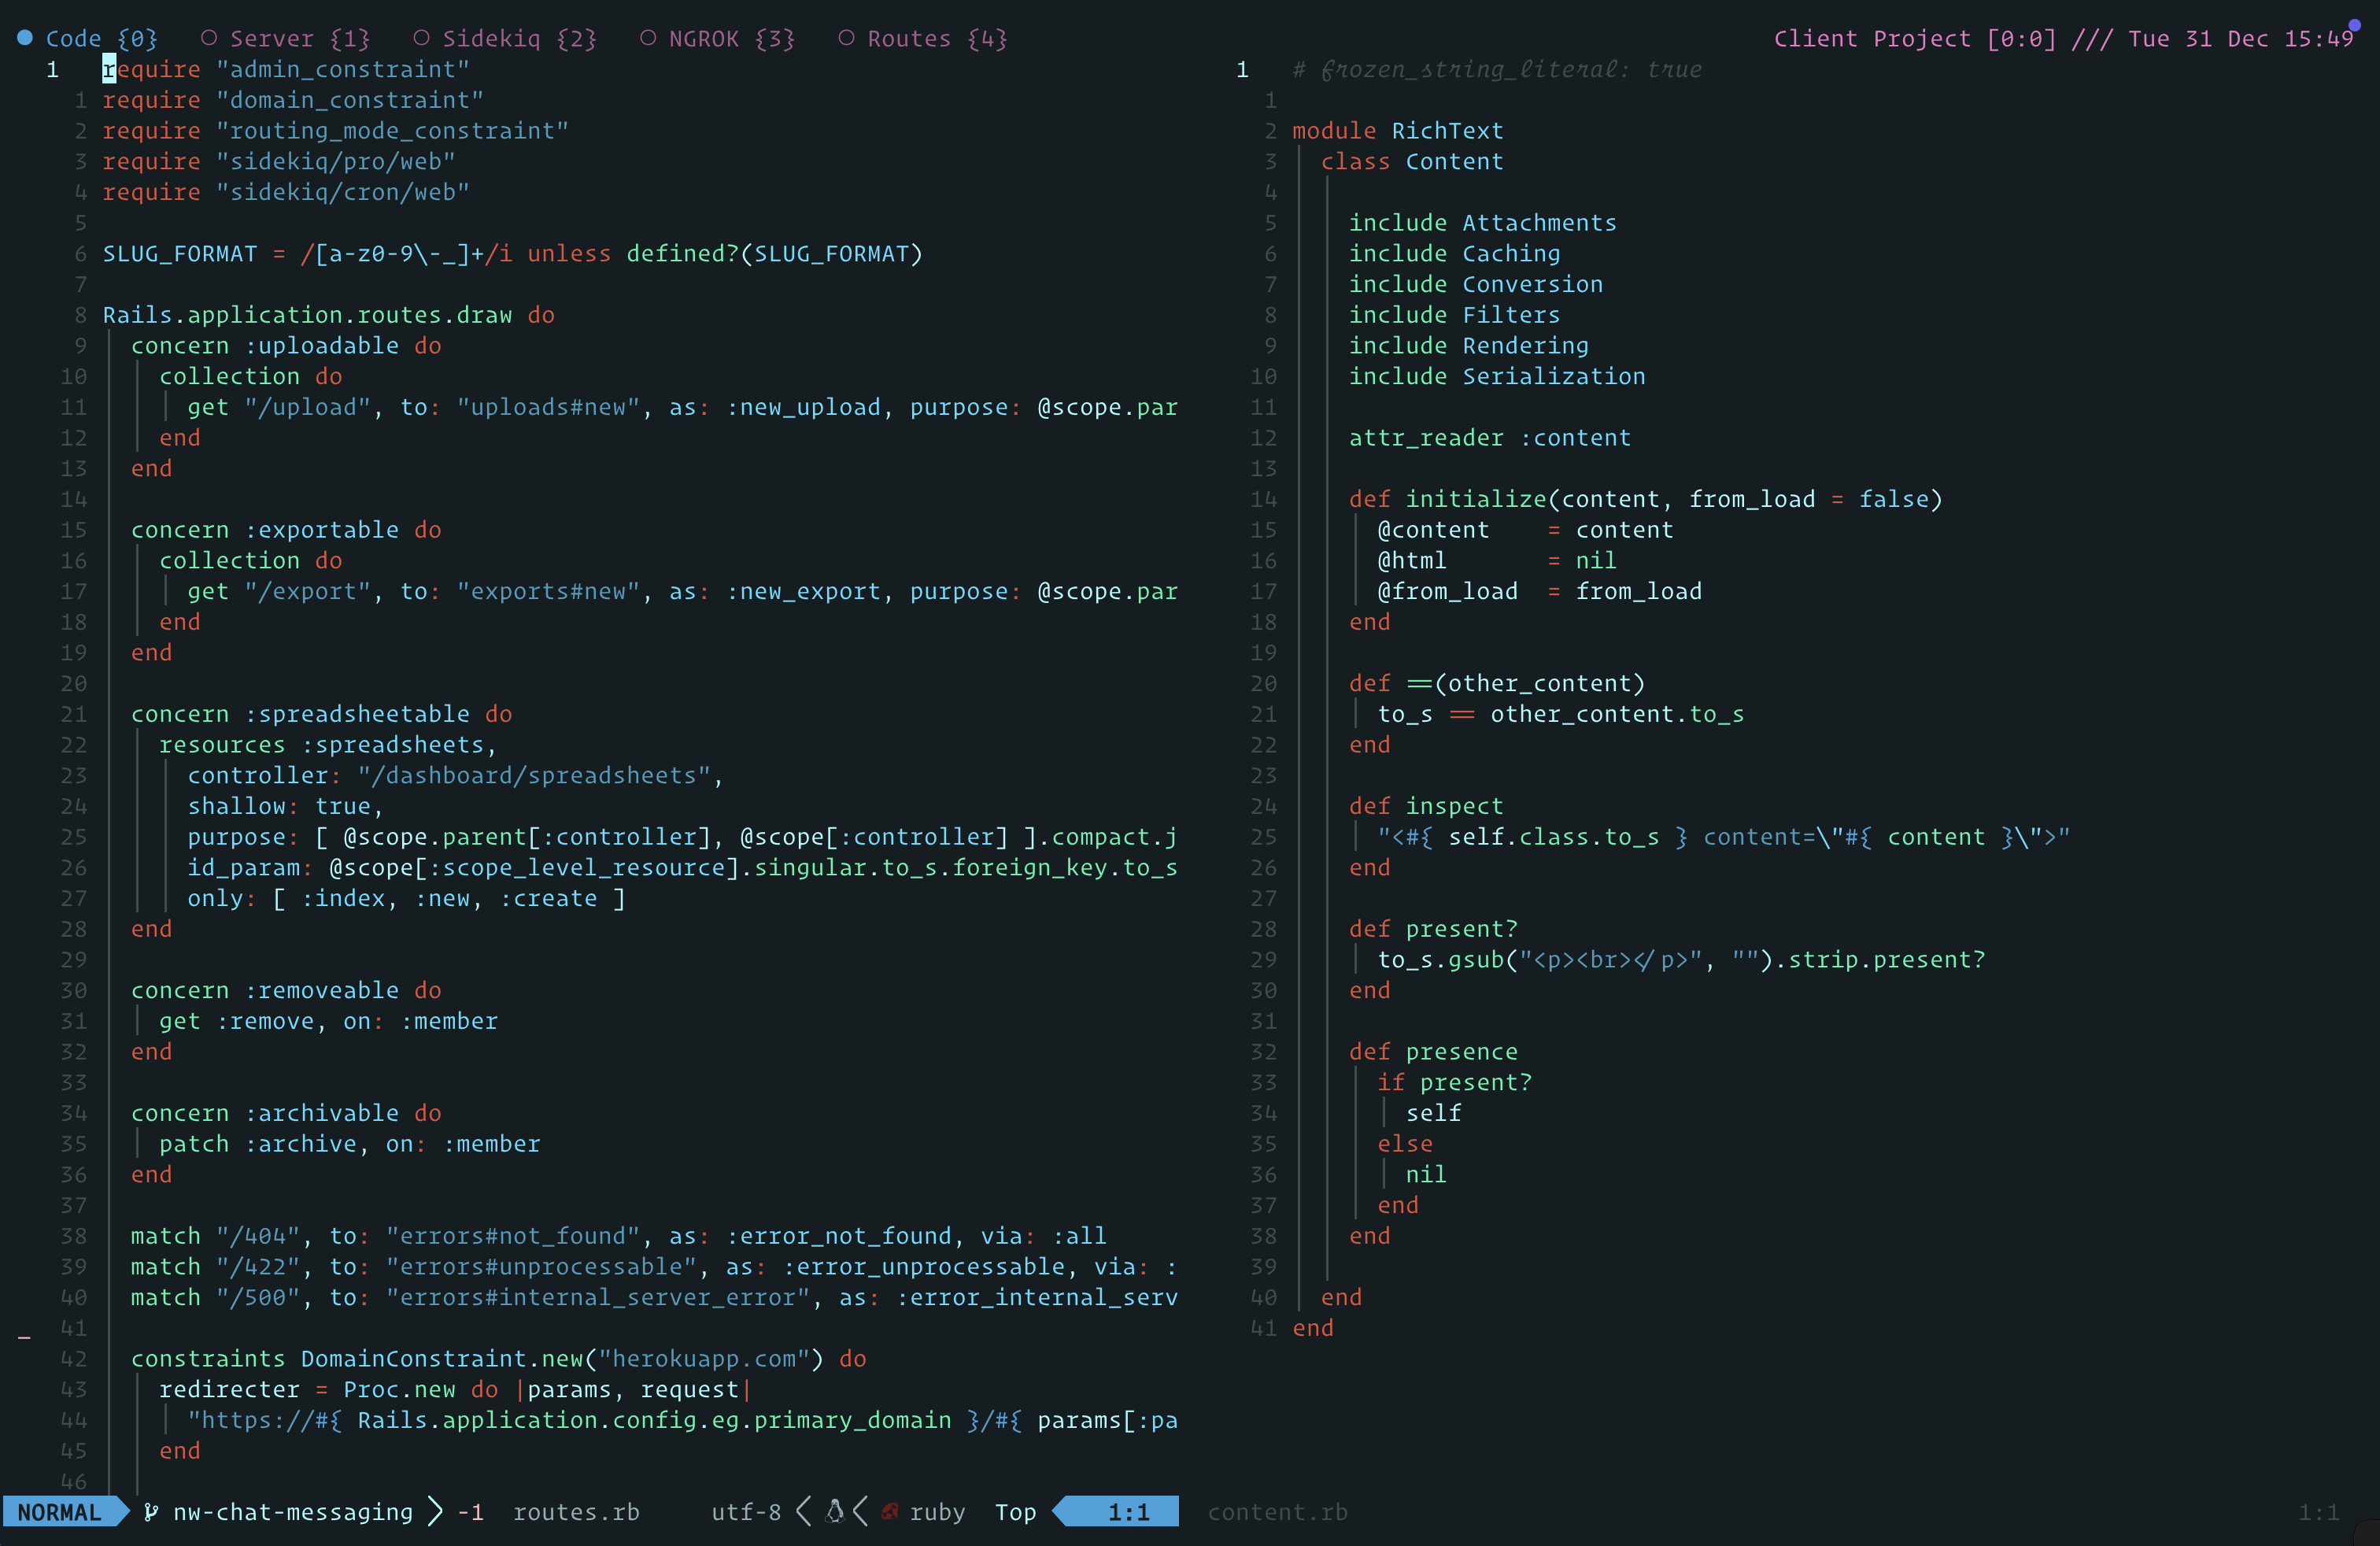 Code {0} Server {1} Sidekiq {2} NGROK {3} Routes {4} Client Project [0:0] /// Tue 31 Dec 15:49
1 require "admin_constraint"
1 require "domain_constraint"
2 require "routing_mode_constraint"
3 require "sidekiq/pro/web"
4 require "sidekiq/cron/web"
5
6 SLUG_FORMAT = /[a-z0-9\-_]+/i unless defined?(SLUG_FORMAT)
7
8 Rails.application.routes.draw do
9 concern :uploadable do
10 collection do
11 get "/upload", to: "uploads#new", as: :new_upload, purpose: @scope.par
12 end
13 end
14
15 concern :exportable do
16 collection do
17 get "/export", to: "exports#new", as: :new_export, purpose: @scope.par
18 end
19 end
20
21 concern :spreadsheetable do
22 resources :spreadsheets,
23 controller: "/dashboard/spreadsheets",
24 shallow: true,
25 purpose: [ @scope.parent[:controller], @scope[:controller] ].compact.j
26 id_param: @scope[:scope_level_resource].singular.to_s.foreign_key.to_s
27 only: [ :index, :new, :create ]
28 end
29
30 concern :removeable do
31 get :remove, on: :member
32 end
33
34 concern :archivable do
35 patch :archive, on: :member
36 end
37
38 match "/404", to: "errors#not_found", as: :error_not_found, via: :all
39 match "/422", to: "errors#unprocessable", as: :error_unprocessable, via: :
40 match "/500", to: "errors#internal_server_error", as: :error_internal_serv
_ 41
42 constraints DomainConstraint.new("herokuapp.com") do
43 redirecter = Proc.new do |params, request|
44 "https://#{ Rails.application.config.eg.primary_domain }/#{ params[:pa
45 end
46
NORMAL nw-chat-messaging -1 routes.rb utf-8 ruby Top 1:1
1 # frozen_string_literal: true
1
2 module RichText
3 class Content
4
5 include Attachments
6 include Caching
7 include Conversion
8 include Filters
9 include Rendering
10 include Serialization
11
12 attr_reader :content
13
14 def initialize(content, from_load = false)
15 @content = content
16 @html = nil
17 @from_load = from_load
18 end
19
20 def ==(other_content)
21 to_s == other_content.to_s
22 end
23
24 def inspect
25 "<#{ self.class.to_s } content=\"#{ content }\">"
26 end
27
28 def present?
29 to_s.gsub("<p><br></p>", "").strip.present?
30 end
31
32 def presence
33 if present?
34 self
35 else
36 nil
37 end
38 end
39
40 end
41 end
content.rb 1:1